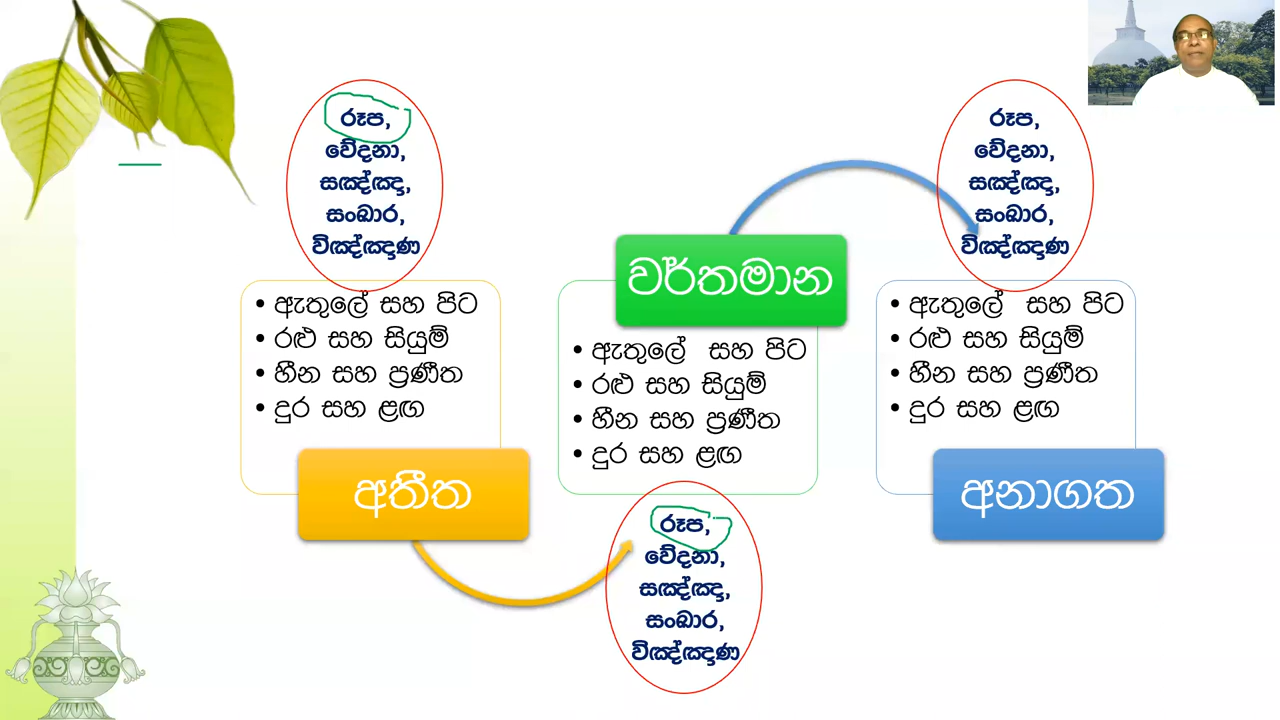 රූප,
වේදනා,
සඤ්ඤා,
සංඛාර,
විඤ්ඤාණ
• ඇතුලේ සහ පිට
• රළු සහ සියුම්
• හීන සහ ප්‍රණීත
• දුර සහ ළඟ
අතීත
වර්තමාන
• ඇතුලේ සහ පිට
• රළු සහ සියුම්
• හීන සහ ප්‍රණීත
• දුර සහ ළඟ
රූප,
වේදනා,
සඤ්ඤා,
සංඛාර,
විඤ්ඤාණ
රූප,
වේදනා,
සඤ්ඤා,
සංඛාර,
විඤ්ඤාණ
• ඇතුලේ සහ පිට
• රළු සහ සියුම්
• හීන සහ ප්‍රණීත
• දුර සහ ළඟ
අනාගත